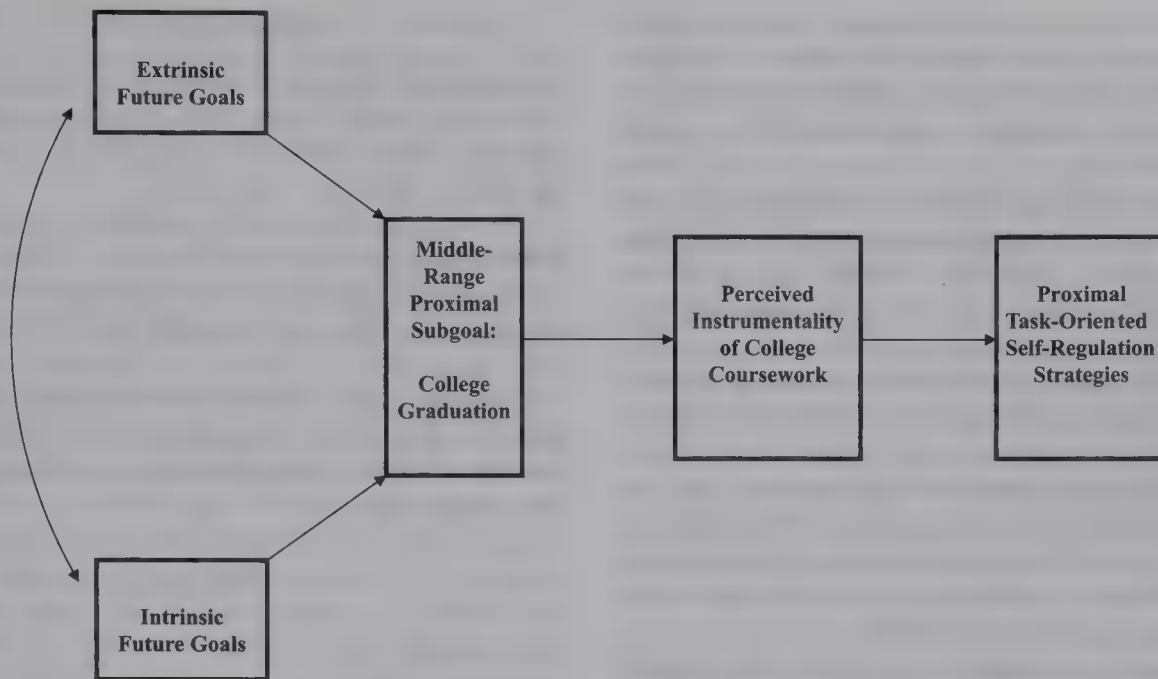 Extrinsic
Future Goals
Middle-
Range
Proximal
Subgoal:
College
Graduation
Perceived
Instrumentality
of College
Coursework
Proximal
Task-Oriented
Self-Regulation
Strategies
Intrinsic
Future Goals